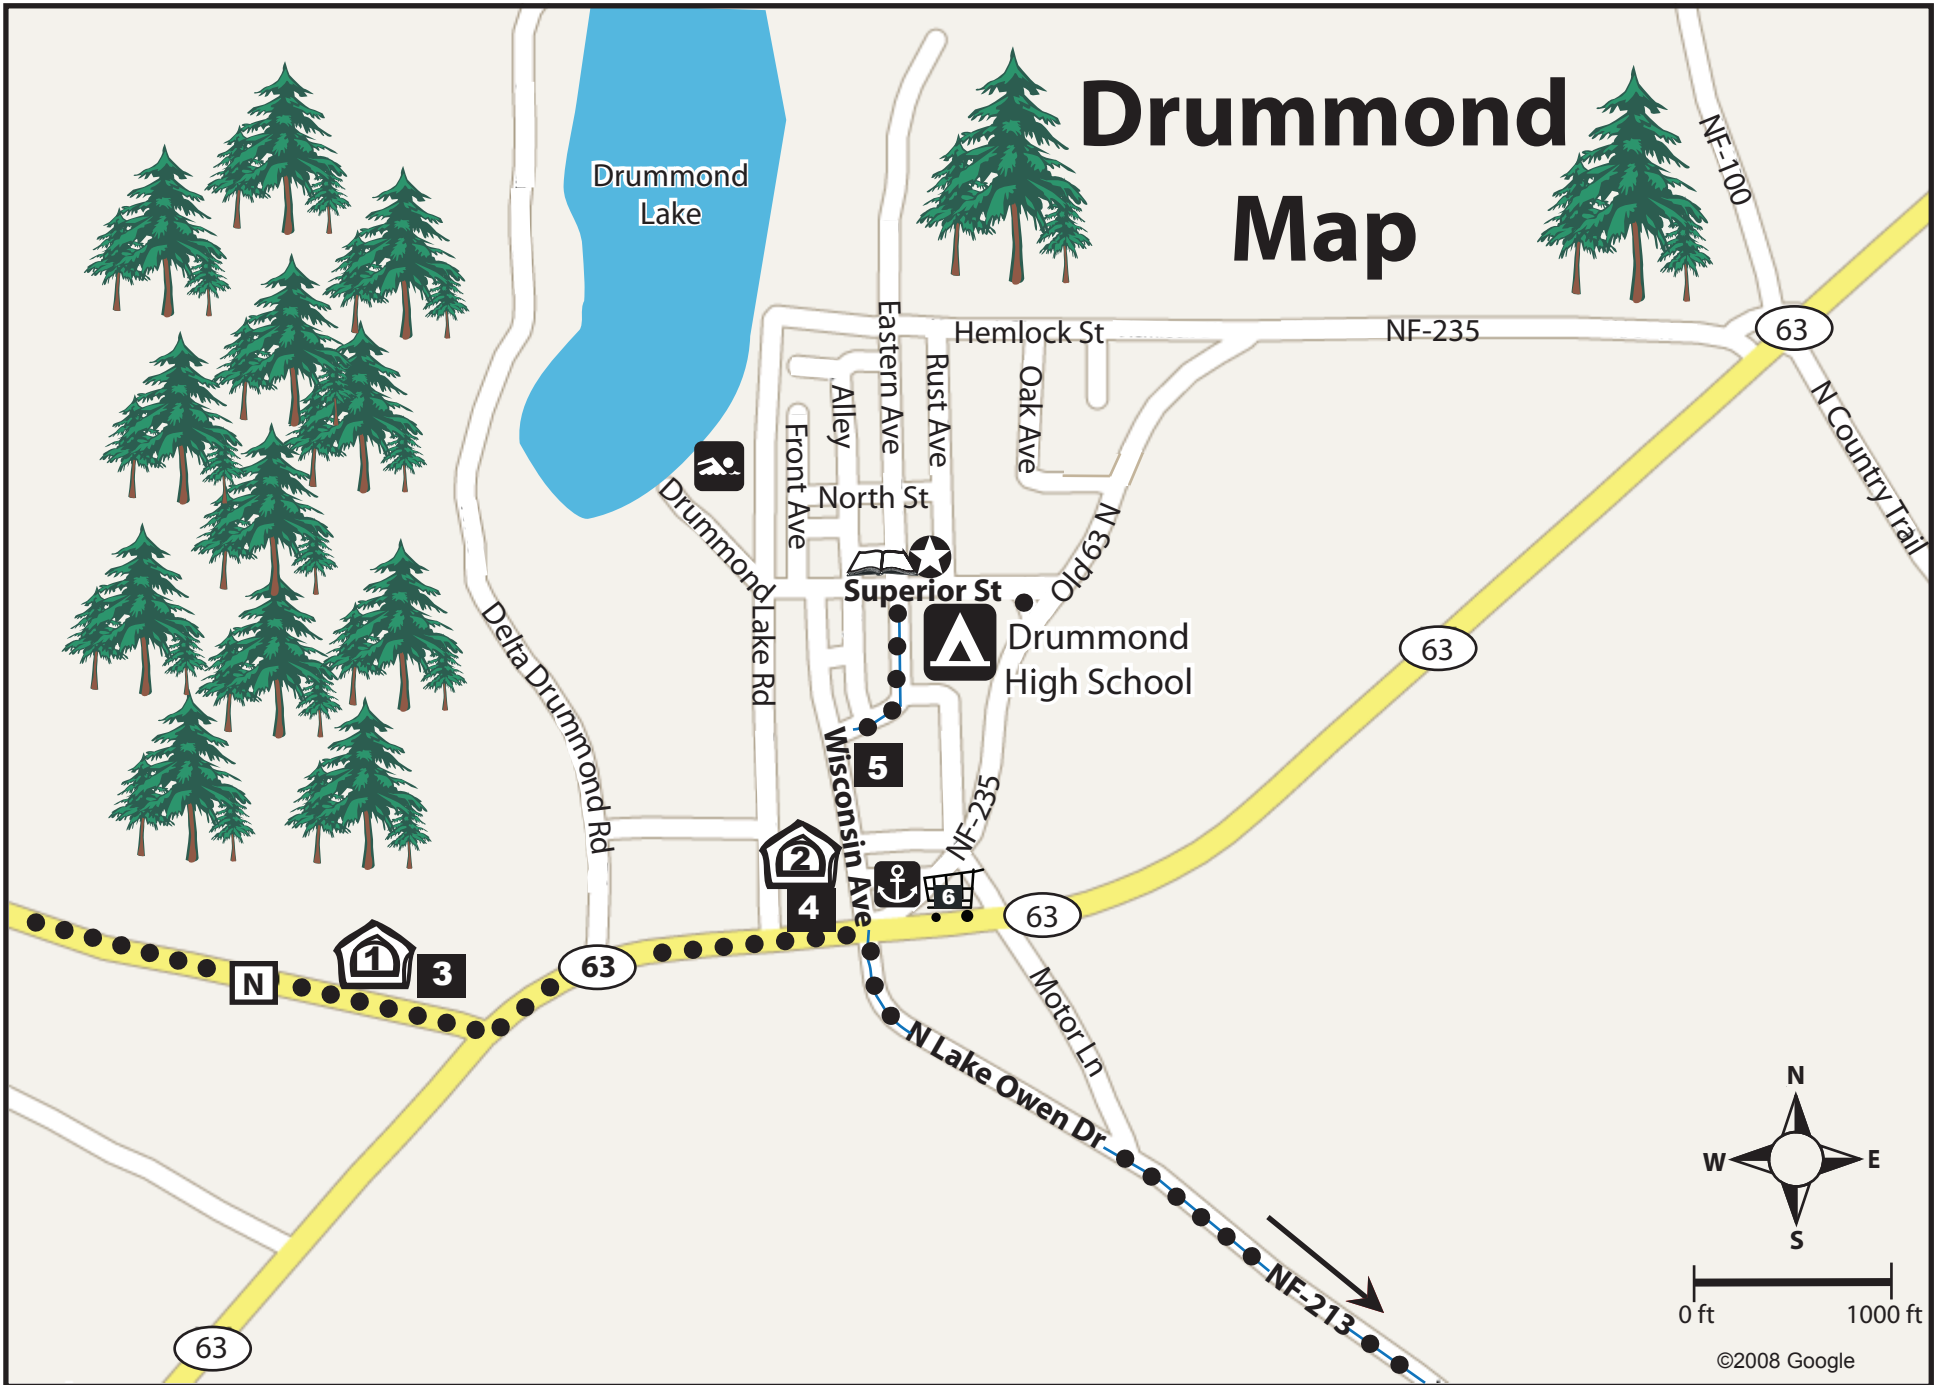 Drummond
Map
Drummond
Lake
NF-100
Hemlock St
NF-235
63
Eastern Ave
Rust Ave
Oak Ave
Alley
Front Ave
North St
N Country Trail
Drummond Lake Rd
Old 63 N
Superior St
Drummond
High School
63
Delta Drummond Rd
Wisconsin Ave
5
NF-235
2
4
6
63
1
3
N
63
Motor Ln
N Lake Owen Dr
NF-213
63
N
W
E
S
0 ft
1000 ft
©2008 Google